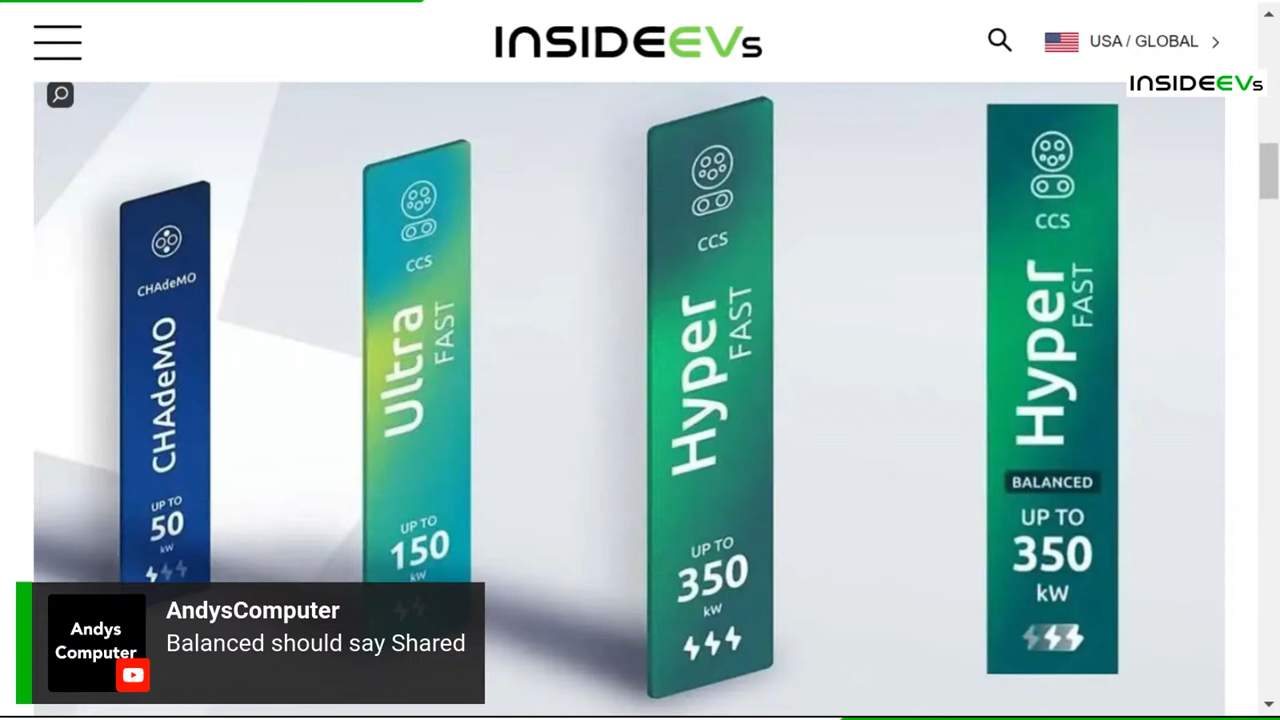 INSIDEEVs
USA / GLOBAL
INSIDEEVs
CHAdeMO
CHAdeMO
UP TO
50
kW
CCS
Ultra
FAST
UP TO
150
kW
CCS
Hyper
FAST
UP TO
350
kW
CCS
Hyper
FAST
BALANCED
UP TO
350
kW
Andys
Computer
AndysComputer
Balanced should say Shared